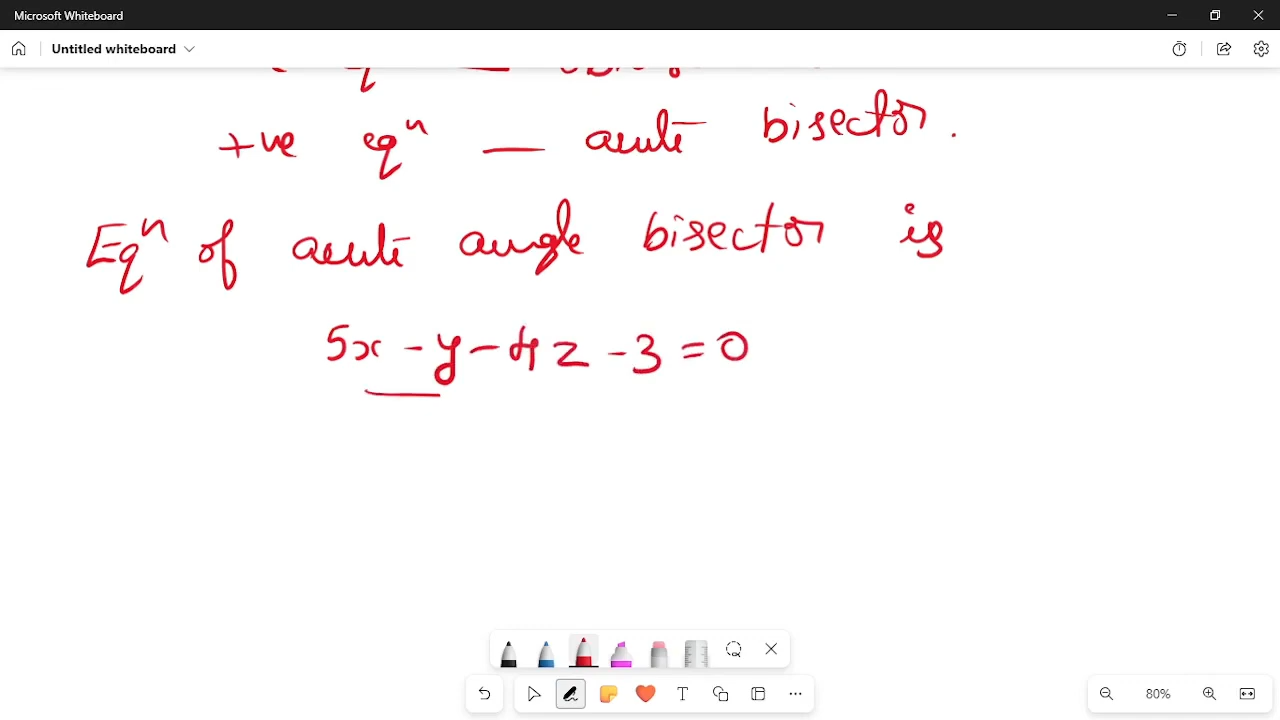 Microsoft Whiteboard
Untitled whiteboard
+ve eqⁿ — acute bisector.
Eqⁿ of acute angle bisector is
5x - y - 4z - 3 = 0
80%